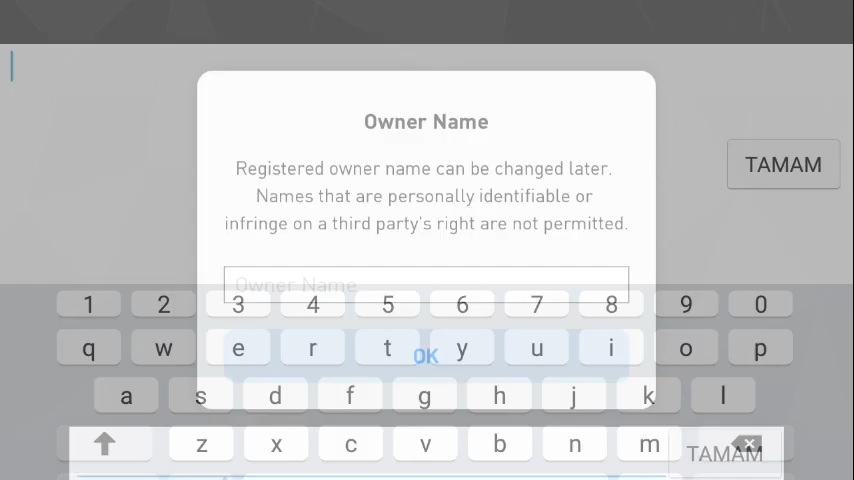 Owner Name
Registered owner name can be changed later.
Names that are personally identifiable or
infringe on a third party's right are not permitted.
TAMAM
Owner Name
1 2 3 4 5 6 7 8 9 0
q w e r t y u i o p
OK
a s d f g h j k l
z x c v b n m
TAMAM